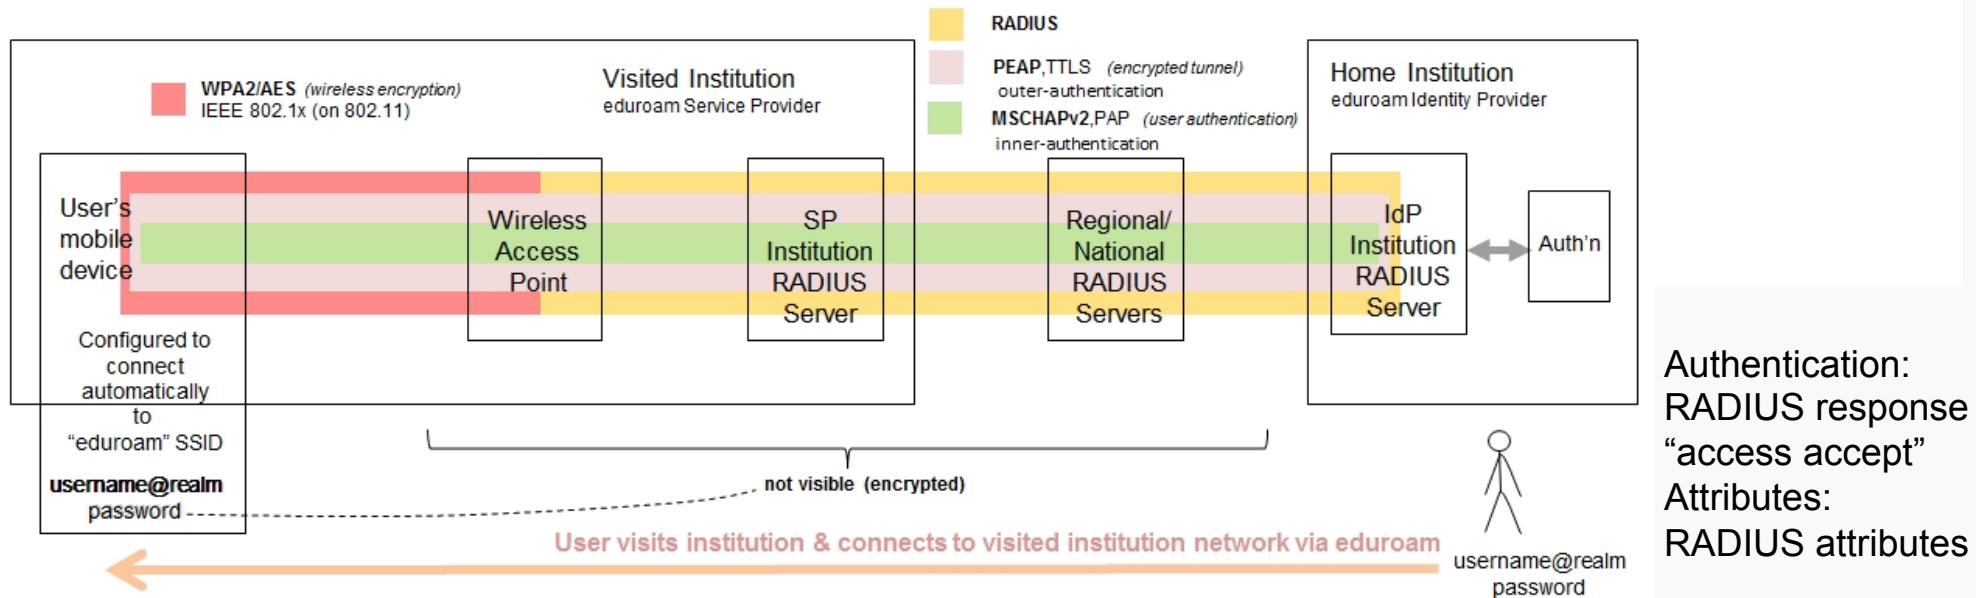 RADIUS
PEAP,TTLS (encrypted tunnel)
outer-authentication
MSCHAPv2,PAP (user authentication)
inner-authentication
WPA2/AES (wireless encryption)
IEEE 802.1x (on 802.11)
Visited Institution
eduroam Service Provider
Home Institution
eduroam Identity Provider
User's
mobile
device
Configured to
connect
automatically
to
“eduroam” SSID
username@realm
password
Wireless
Access
Point
SP
Institution
RADIUS
Server
Regional/
National
RADIUS
Servers
IdP
Institution
RADIUS
Server
Auth'n
not visible (encrypted)
User visits institution & connects to visited institution network via eduroam
username@realm
password
Authentication:
RADIUS response
“access accept”
Attributes:
RADIUS attributes